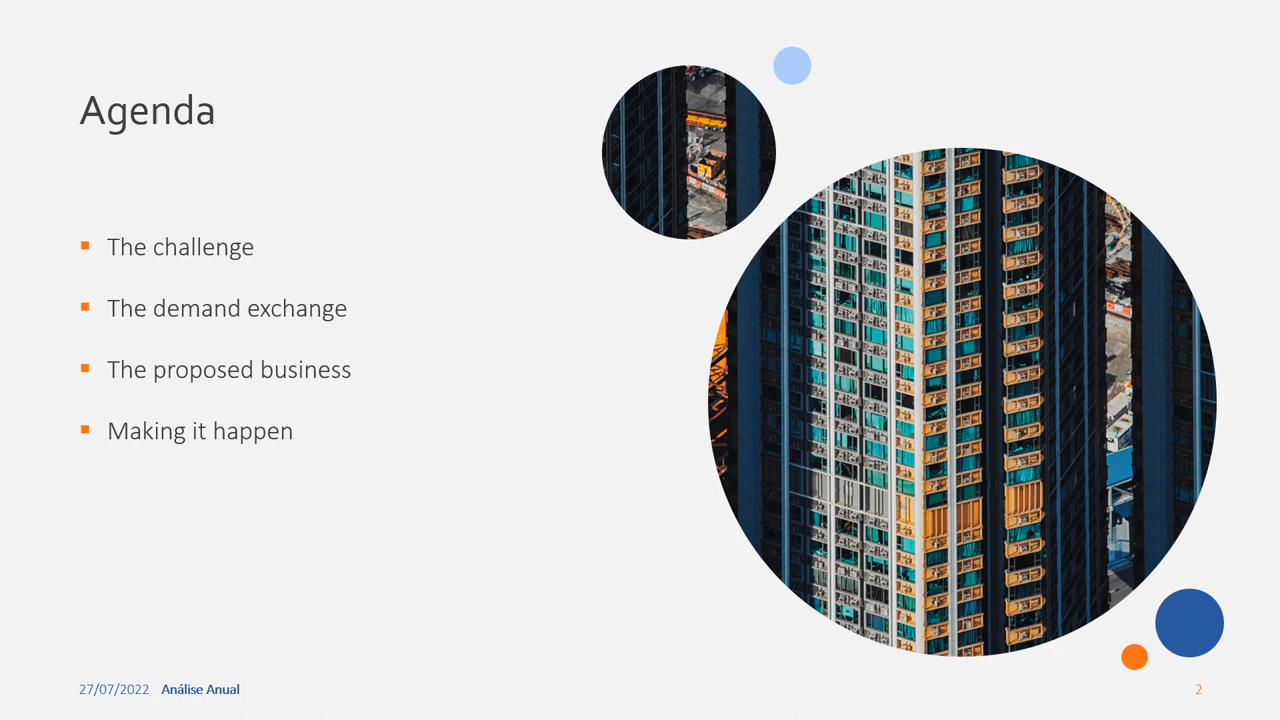 Agenda
The challenge
The demand exchange
The proposed business
Making it happen
27/07/2022 Análise Anual
2